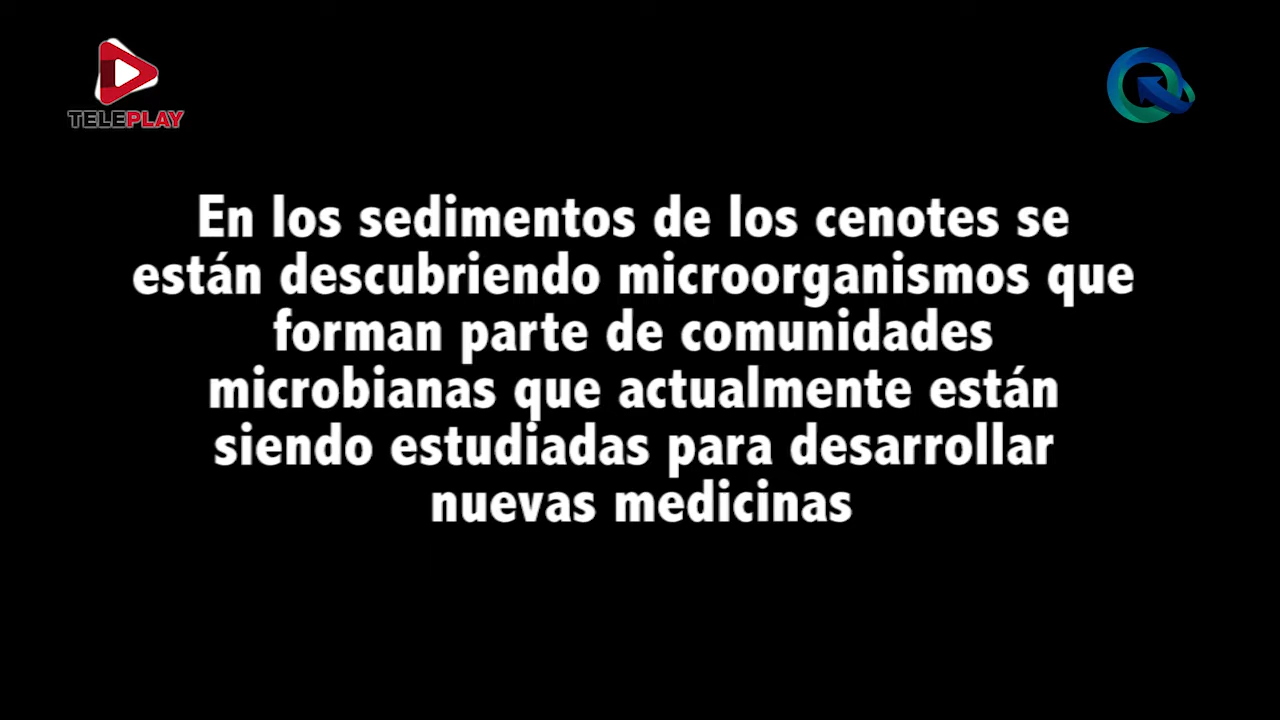 TELEPLAY
En los sedimentos de los cenotes se
están descubriendo microorganismos que
forman parte de comunidades
microbianas que actualmente están
siendo estudiadas para desarrollar
nuevas medicinas